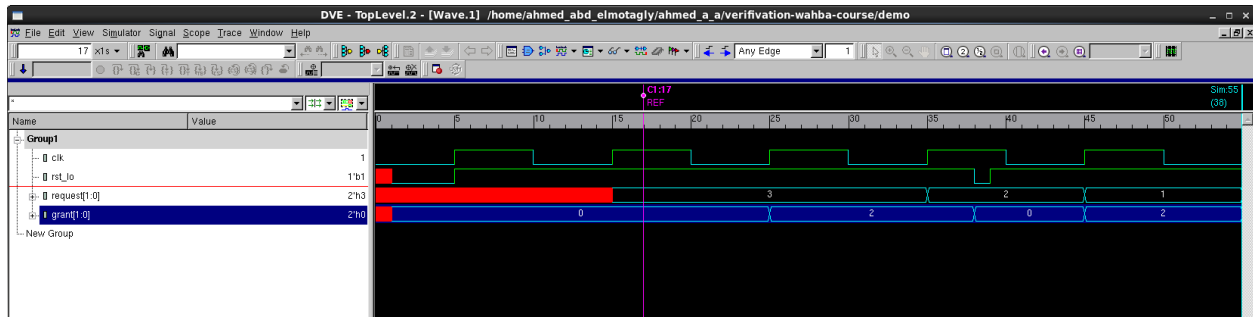 DVE - TopLevel.2 - [Wave.1] /home/ahmed_abd_elmotagly/ahmed_a_a/verifivation-wahba-course/demo
File Edit View Simulator Signal Scope Trace Window Help
17 x1s Any Edge 1
C1:17 Sim:55
REF (38)
*
Name Value 0 5 10 15 20 25 30 35 40 45 50
Group1
clk 1
rst_lo 1'b1
request[1:0] 2'h3 3 2 1
grant[1:0] 2'h0 0 2 0 2
New Group